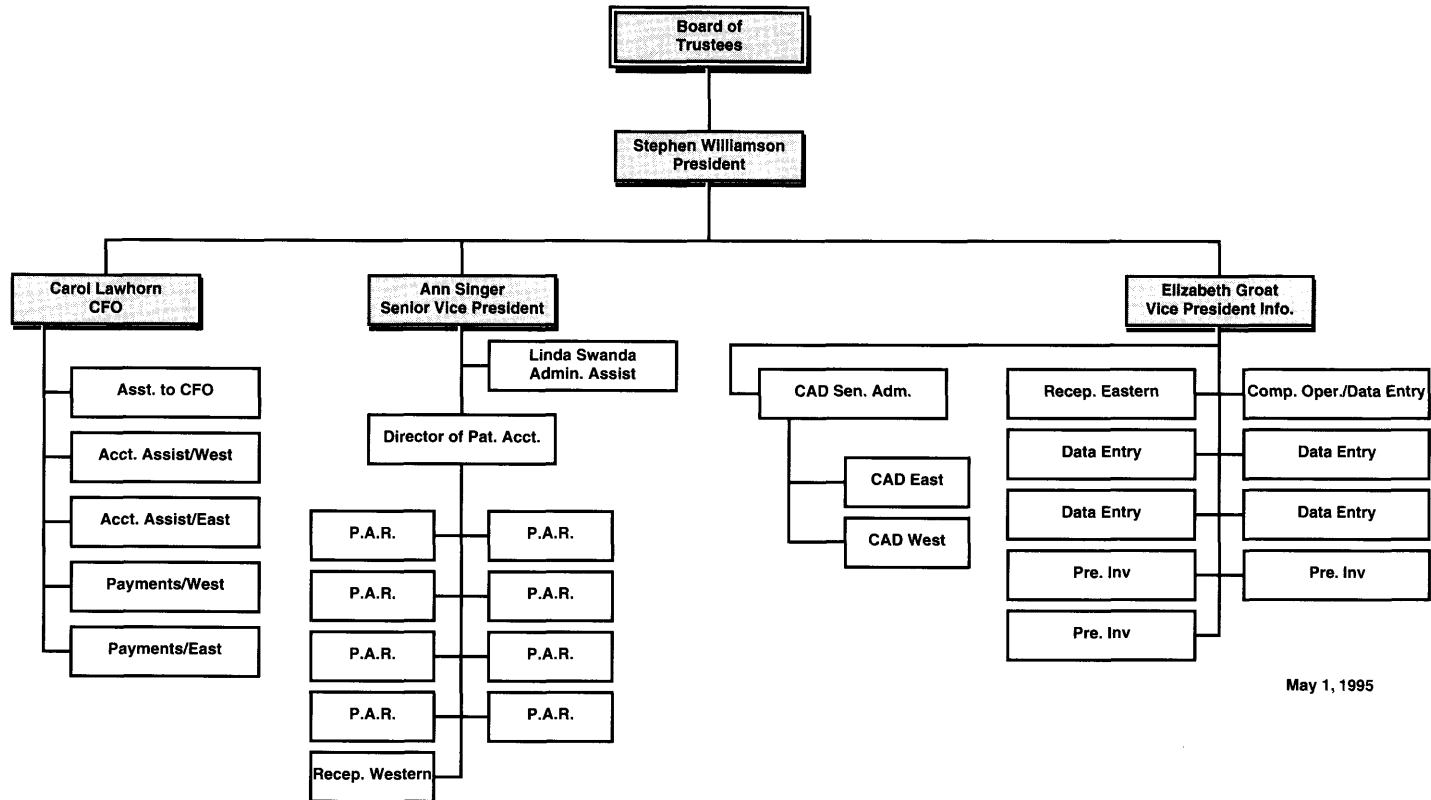 Board of
Trustees
Stephen Williamson
President
Carol Lawhorn
CFO
Asst. to CFO
Acct. Assist/West
Acct. Assist/East
Payments/West
Payments/East
Ann Singer
Senior Vice President
Linda Swanda
Admin. Assist
Director of Pat. Acct.
P.A.R.
P.A.R.
P.A.R.
P.A.R.
P.A.R.
P.A.R.
P.A.R.
P.A.R.
Recep. Western
Elizabeth Groat
Vice President Info.
CAD Sen. Adm.
CAD East
CAD West
Recep. Eastern
Comp. Oper./Data Entry
Data Entry
Data Entry
Data Entry
Data Entry
Pre. Inv
Pre. Inv
Pre. Inv
May 1, 1995